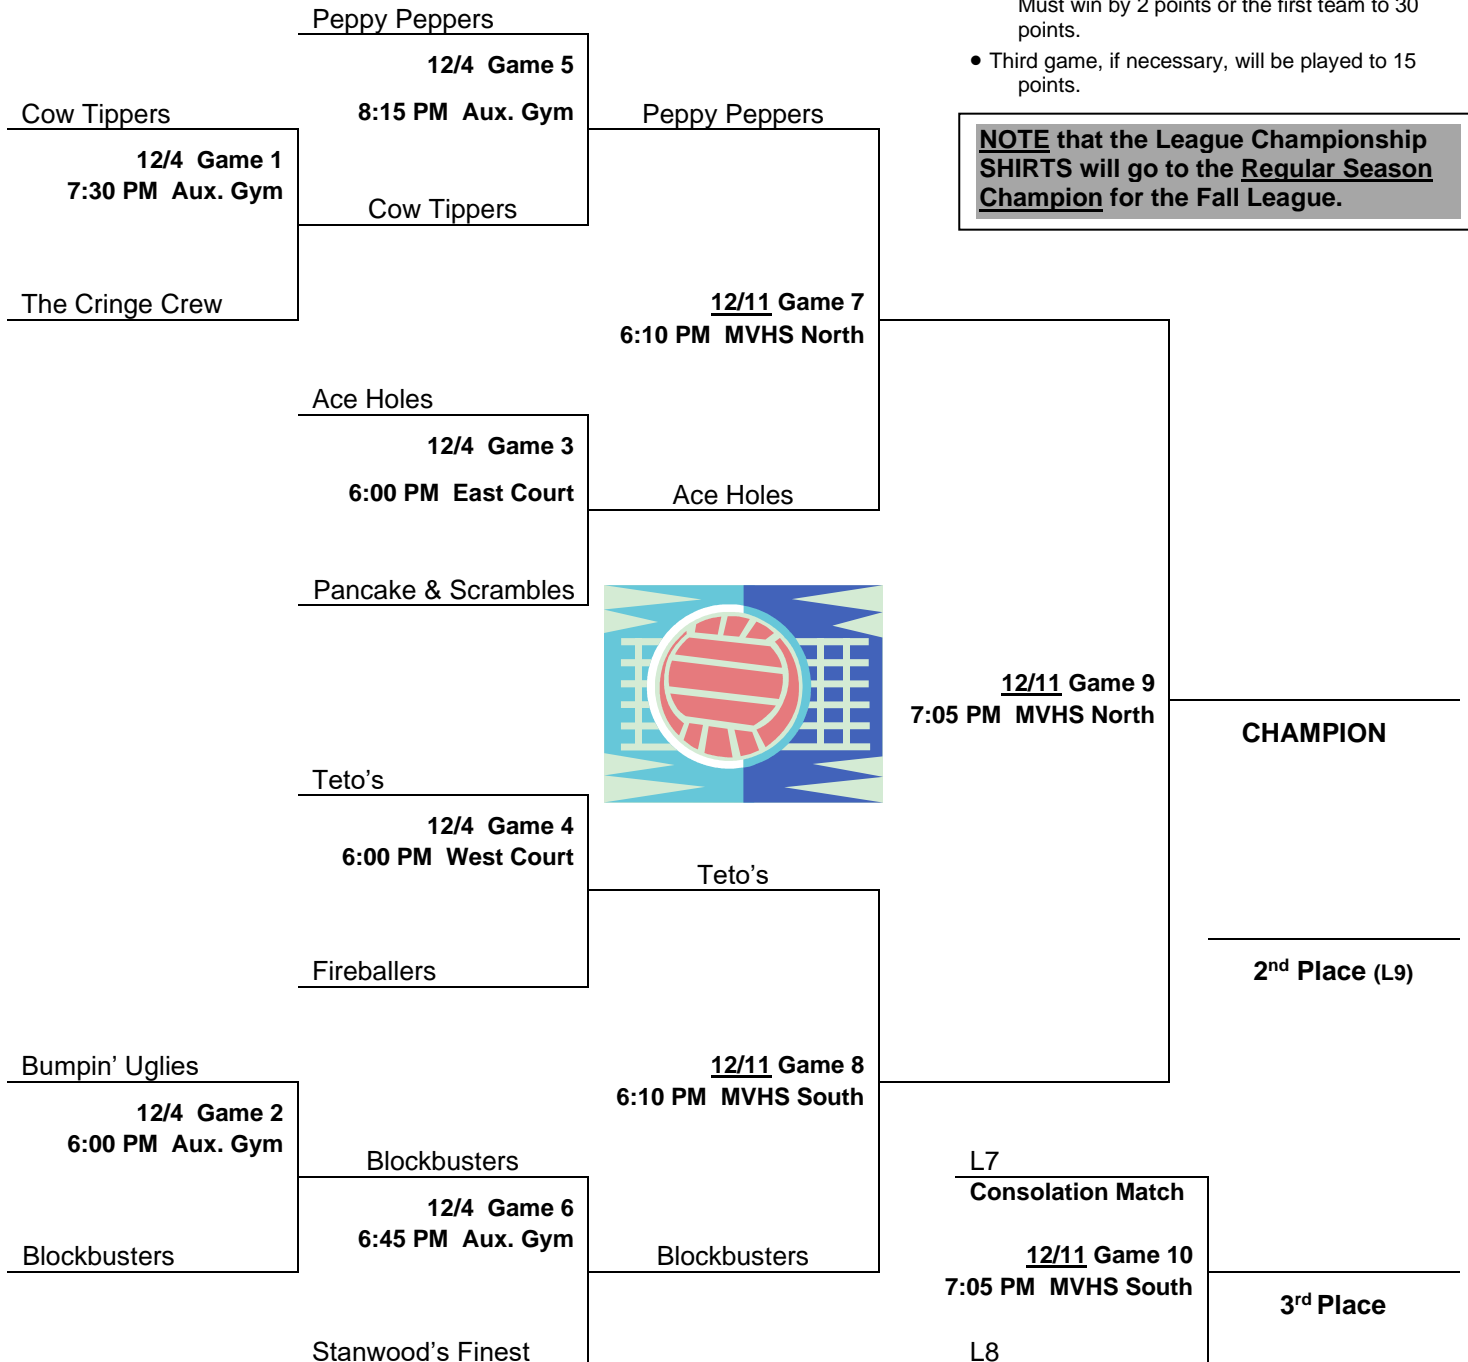 Must win by 2 points or the first team to 30
points.
• Third game, if necessary, will be played to 15
points.
NOTE that the League Championship
SHIRTS will go to the Regular Season
Champion for the Fall League.
Peppy Peppers
12/4 Game 5
8:15 PM Aux. Gym
Cow Tippers
Cow Tippers
12/4 Game 1
7:30 PM Aux. Gym
The Cringe Crew
Peppy Peppers
12/11 Game 7
6:10 PM MVHS North
Ace Holes
Ace Holes
12/4 Game 3
6:00 PM East Court
Pancake & Scrambles
12/11 Game 9
7:05 PM MVHS North
CHAMPION
Teto’s
12/4 Game 4
6:00 PM West Court
Fireballers
Teto’s
12/11 Game 8
6:10 PM MVHS South
Blockbusters
2nd Place (L9)
Bumpin’ Uglies
12/4 Game 2
6:00 PM Aux. Gym
Blockbusters
Blockbusters
12/4 Game 6
6:45 PM Aux. Gym
Stanwood’s Finest
L7
Consolation Match
12/11 Game 10
7:05 PM MVHS South
L8
3rd Place